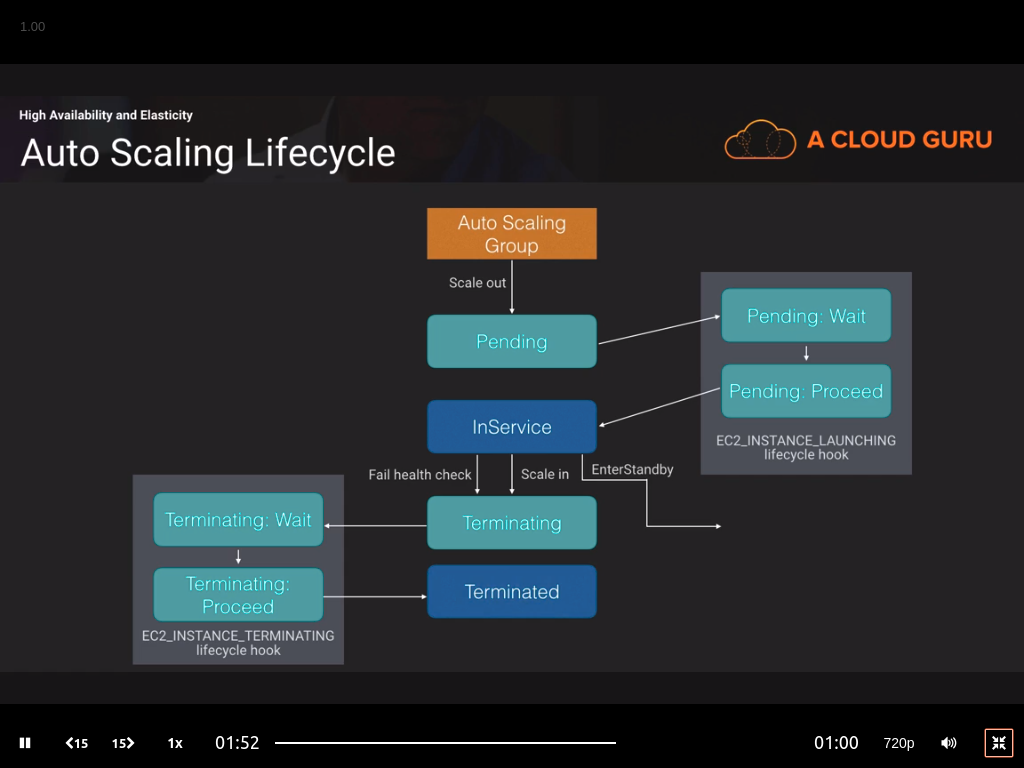 1.00
High Availability and Elasticity
Auto Scaling Lifecycle
A CLOUD GURU
Auto Scaling
Group
Scale out
Pending
Pending: Wait
Pending: Proceed
EC2_INSTANCE_LAUNCHING
lifecycle hook
InService
Fail health check
Scale in
EnterStandby
Terminating: Wait
Terminating
Terminating:
Proceed
Terminated
EC2_INSTANCE_TERMINATING
lifecycle hook
15
15
1x
01:52
01:00
720p